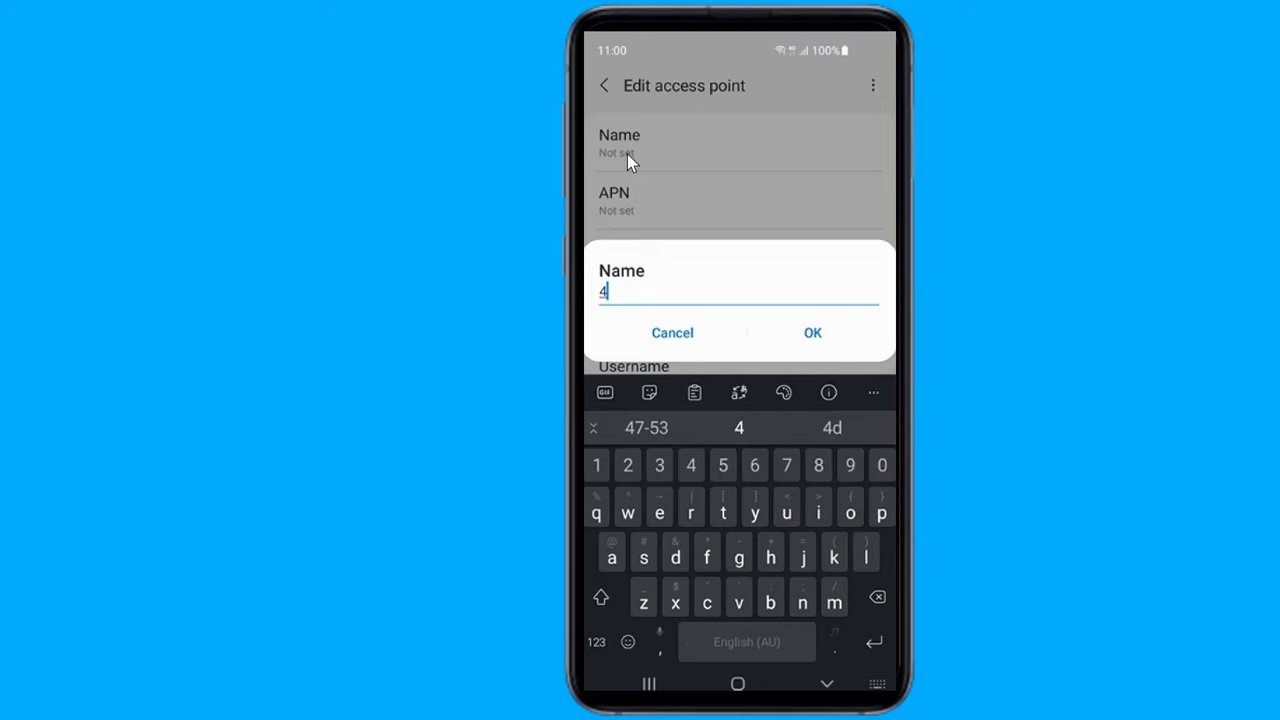 11:00 100%
Edit access point
Name
Not set
APN
Not set
Name
4
Cancel OK
Username
GIF
47-53 4 4d
1 2 3 4 5 6 7 8 9 0
q w e r t y u i o p
a s d f g h j k l
z x c v b n m
123 , English (AU) .